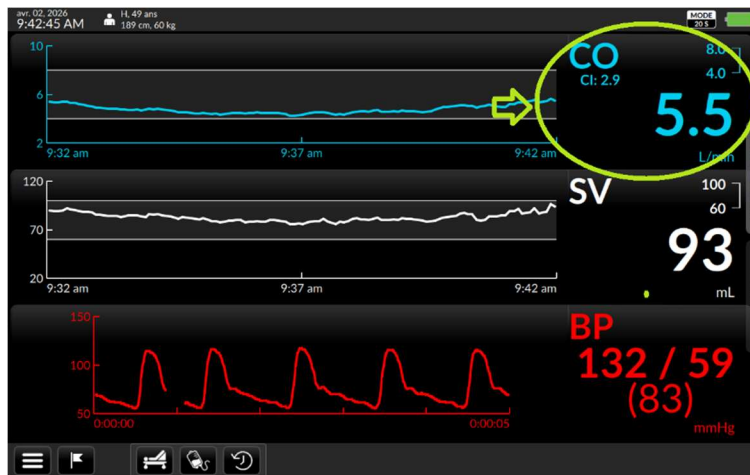 avr. 02, 2026
9:42:45 AM
H, 49 ans
189 cm, 60 kg
MODE
20 S
10
6
2
9:32 am
9:37 am
9:42 am
CO
CI: 2.9
8.0
4.0
5.5
L/min
120
70
20
9:32 am
9:37 am
9:42 am
SV
100
60
93
mL
150
100
50
0:00:00
0:00:05
BP
132 / 59
(83)
mmHg